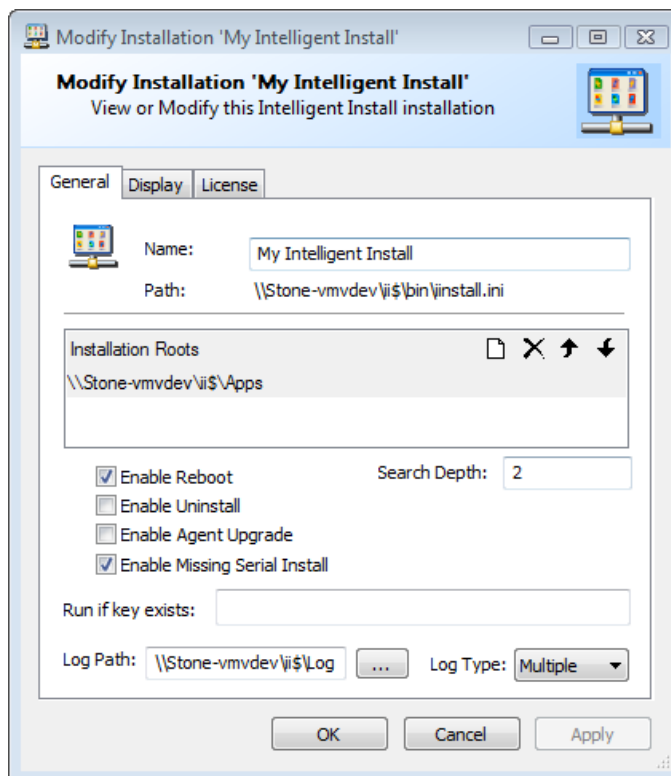 Modify Installation 'My Intelligent Install'
Modify Installation 'My Intelligent Install'
View or Modify this Intelligent Install installation
General Display License
Name: My Intelligent Install
Path: \\Stone-vmvdev\ii$\bin\iinstall.ini
Installation Roots
\\Stone-vmvdev\ii$\Apps
Enable Reboot Search Depth: 2
Enable Uninstall
Enable Agent Upgrade
Enable Missing Serial Install
Run if key exists:
Log Path: \\Stone-vmvdev\ii$\Log ... Log Type: Multiple
OK Cancel Apply